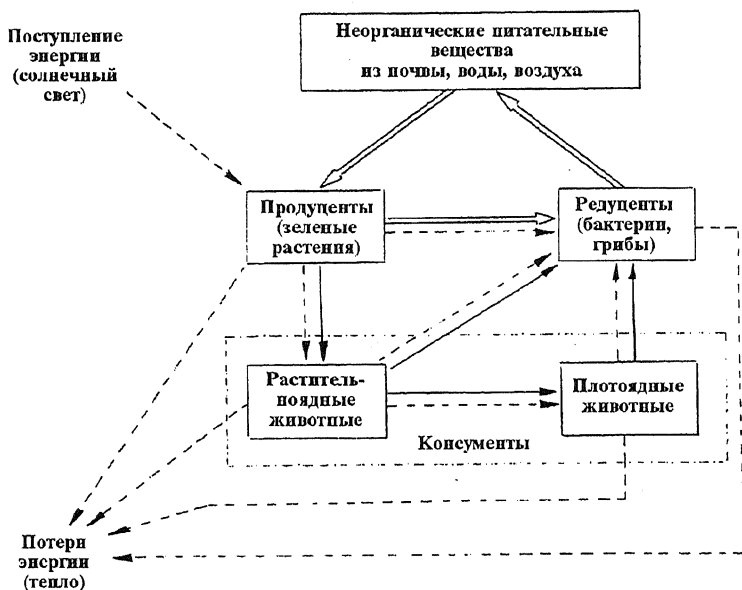 Поступление
энергии
(солнечный
свет)
Неорганические питательные
вещества
из почвы, воды, воздуха
Продуценты
(зеленые
растения)
Редуценты
(бактерии,
грибы)
Раститель-
ноядные
животные
Плотоядные
животные
Консументы
Потери
энергии
(тепло)